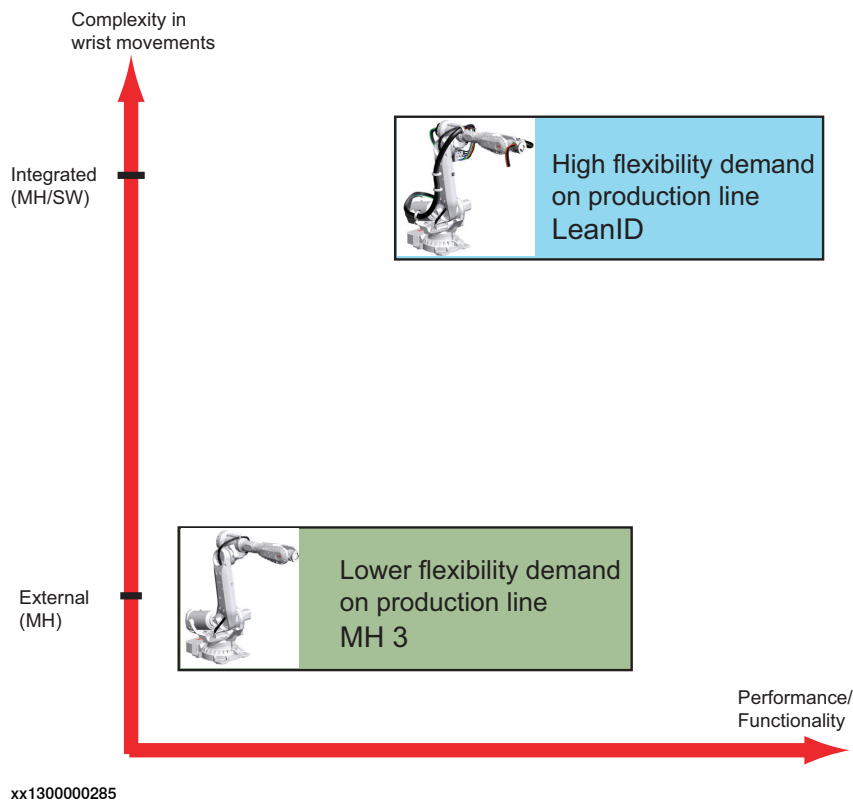 Complexity in
wrist movements
Integrated
(MH/SW)
High flexibility demand
on production line
LeanID
External
(MH)
Lower flexibility demand
on production line
MH 3
Performance/
Functionality
xx1300000285